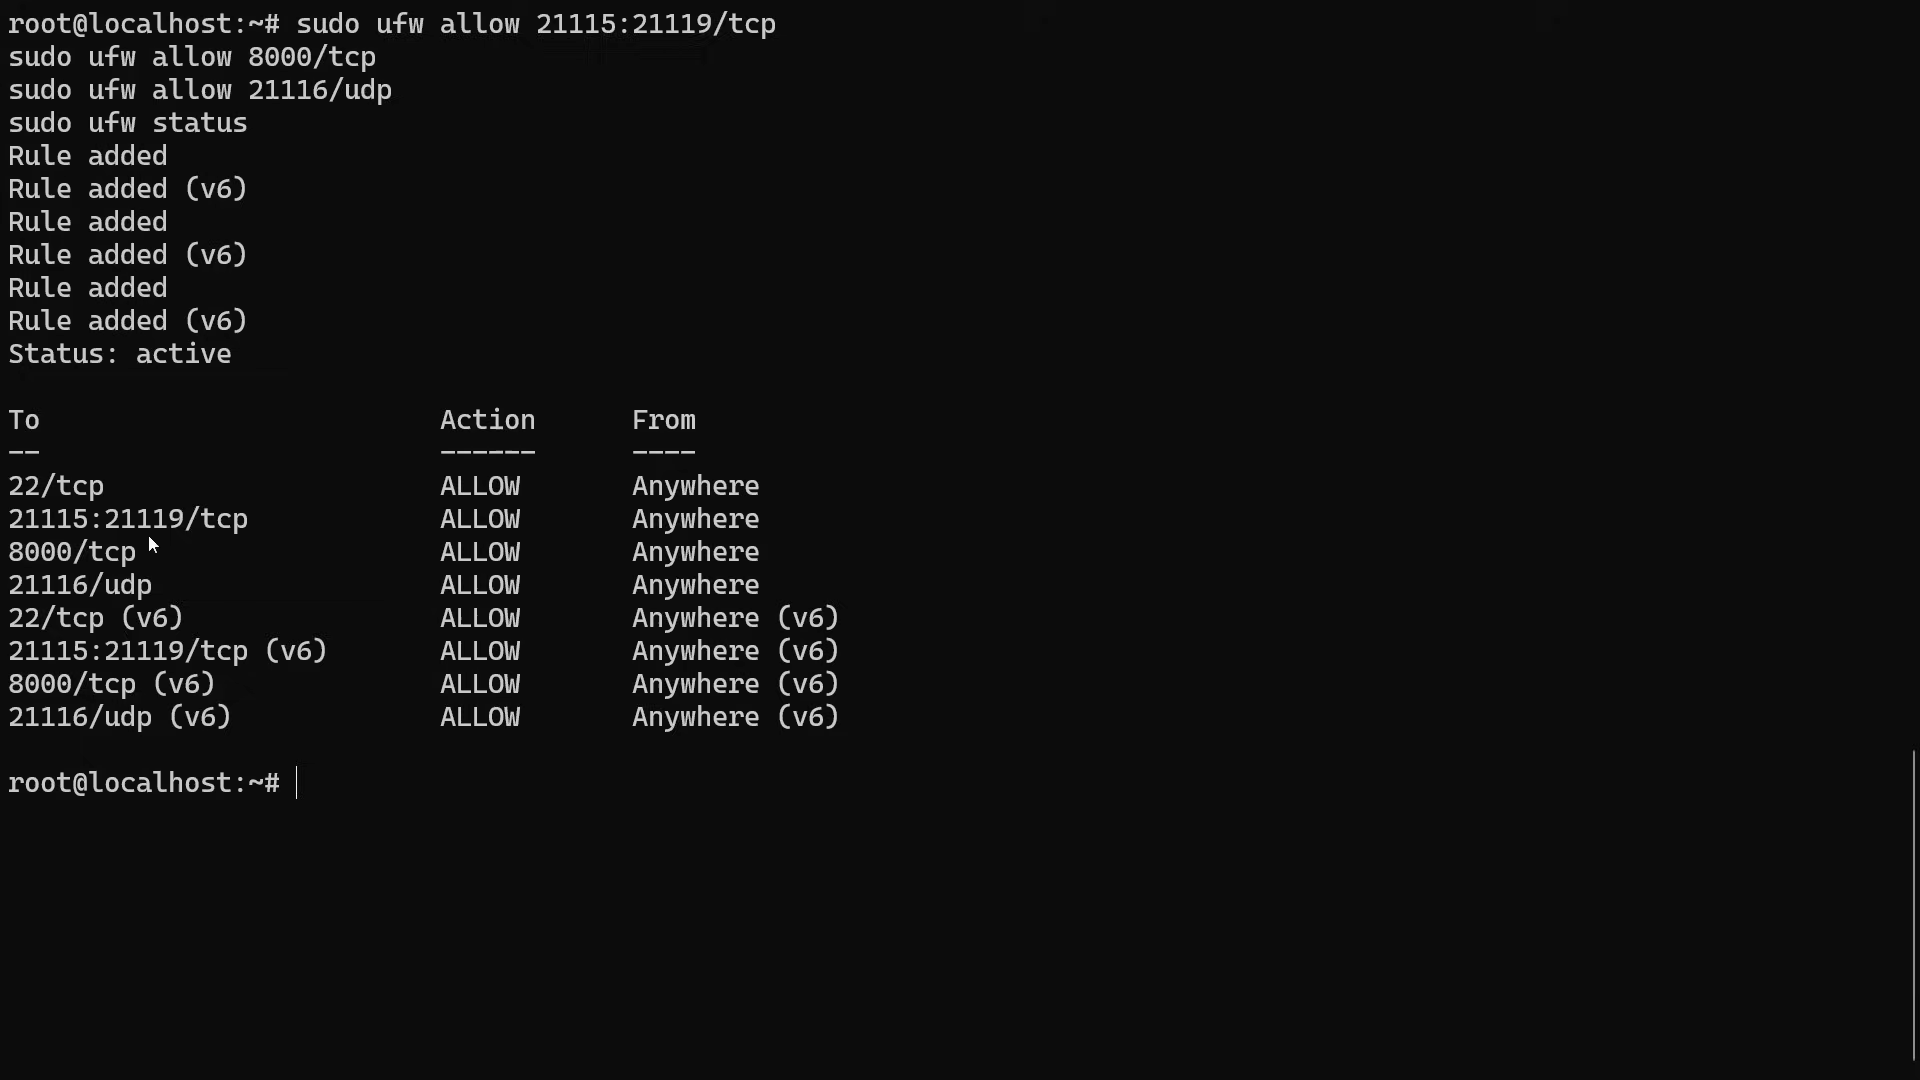 root@localhost:~# sudo ufw allow 21115:21119/tcp
sudo ufw allow 8000/tcp
sudo ufw allow 21116/udp
sudo ufw status
Rule added
Rule added (v6)
Rule added
Rule added (v6)
Rule added
Rule added (v6)
Status: active

To                         Action      From
--                         ------      ----
22/tcp                     ALLOW       Anywhere
21115:21119/tcp            ALLOW       Anywhere
8000/tcp                   ALLOW       Anywhere
21116/udp                  ALLOW       Anywhere
22/tcp (v6)                ALLOW       Anywhere (v6)
21115:21119/tcp (v6)       ALLOW       Anywhere (v6)
8000/tcp (v6)              ALLOW       Anywhere (v6)
21116/udp (v6)             ALLOW       Anywhere (v6)

root@localhost:~#